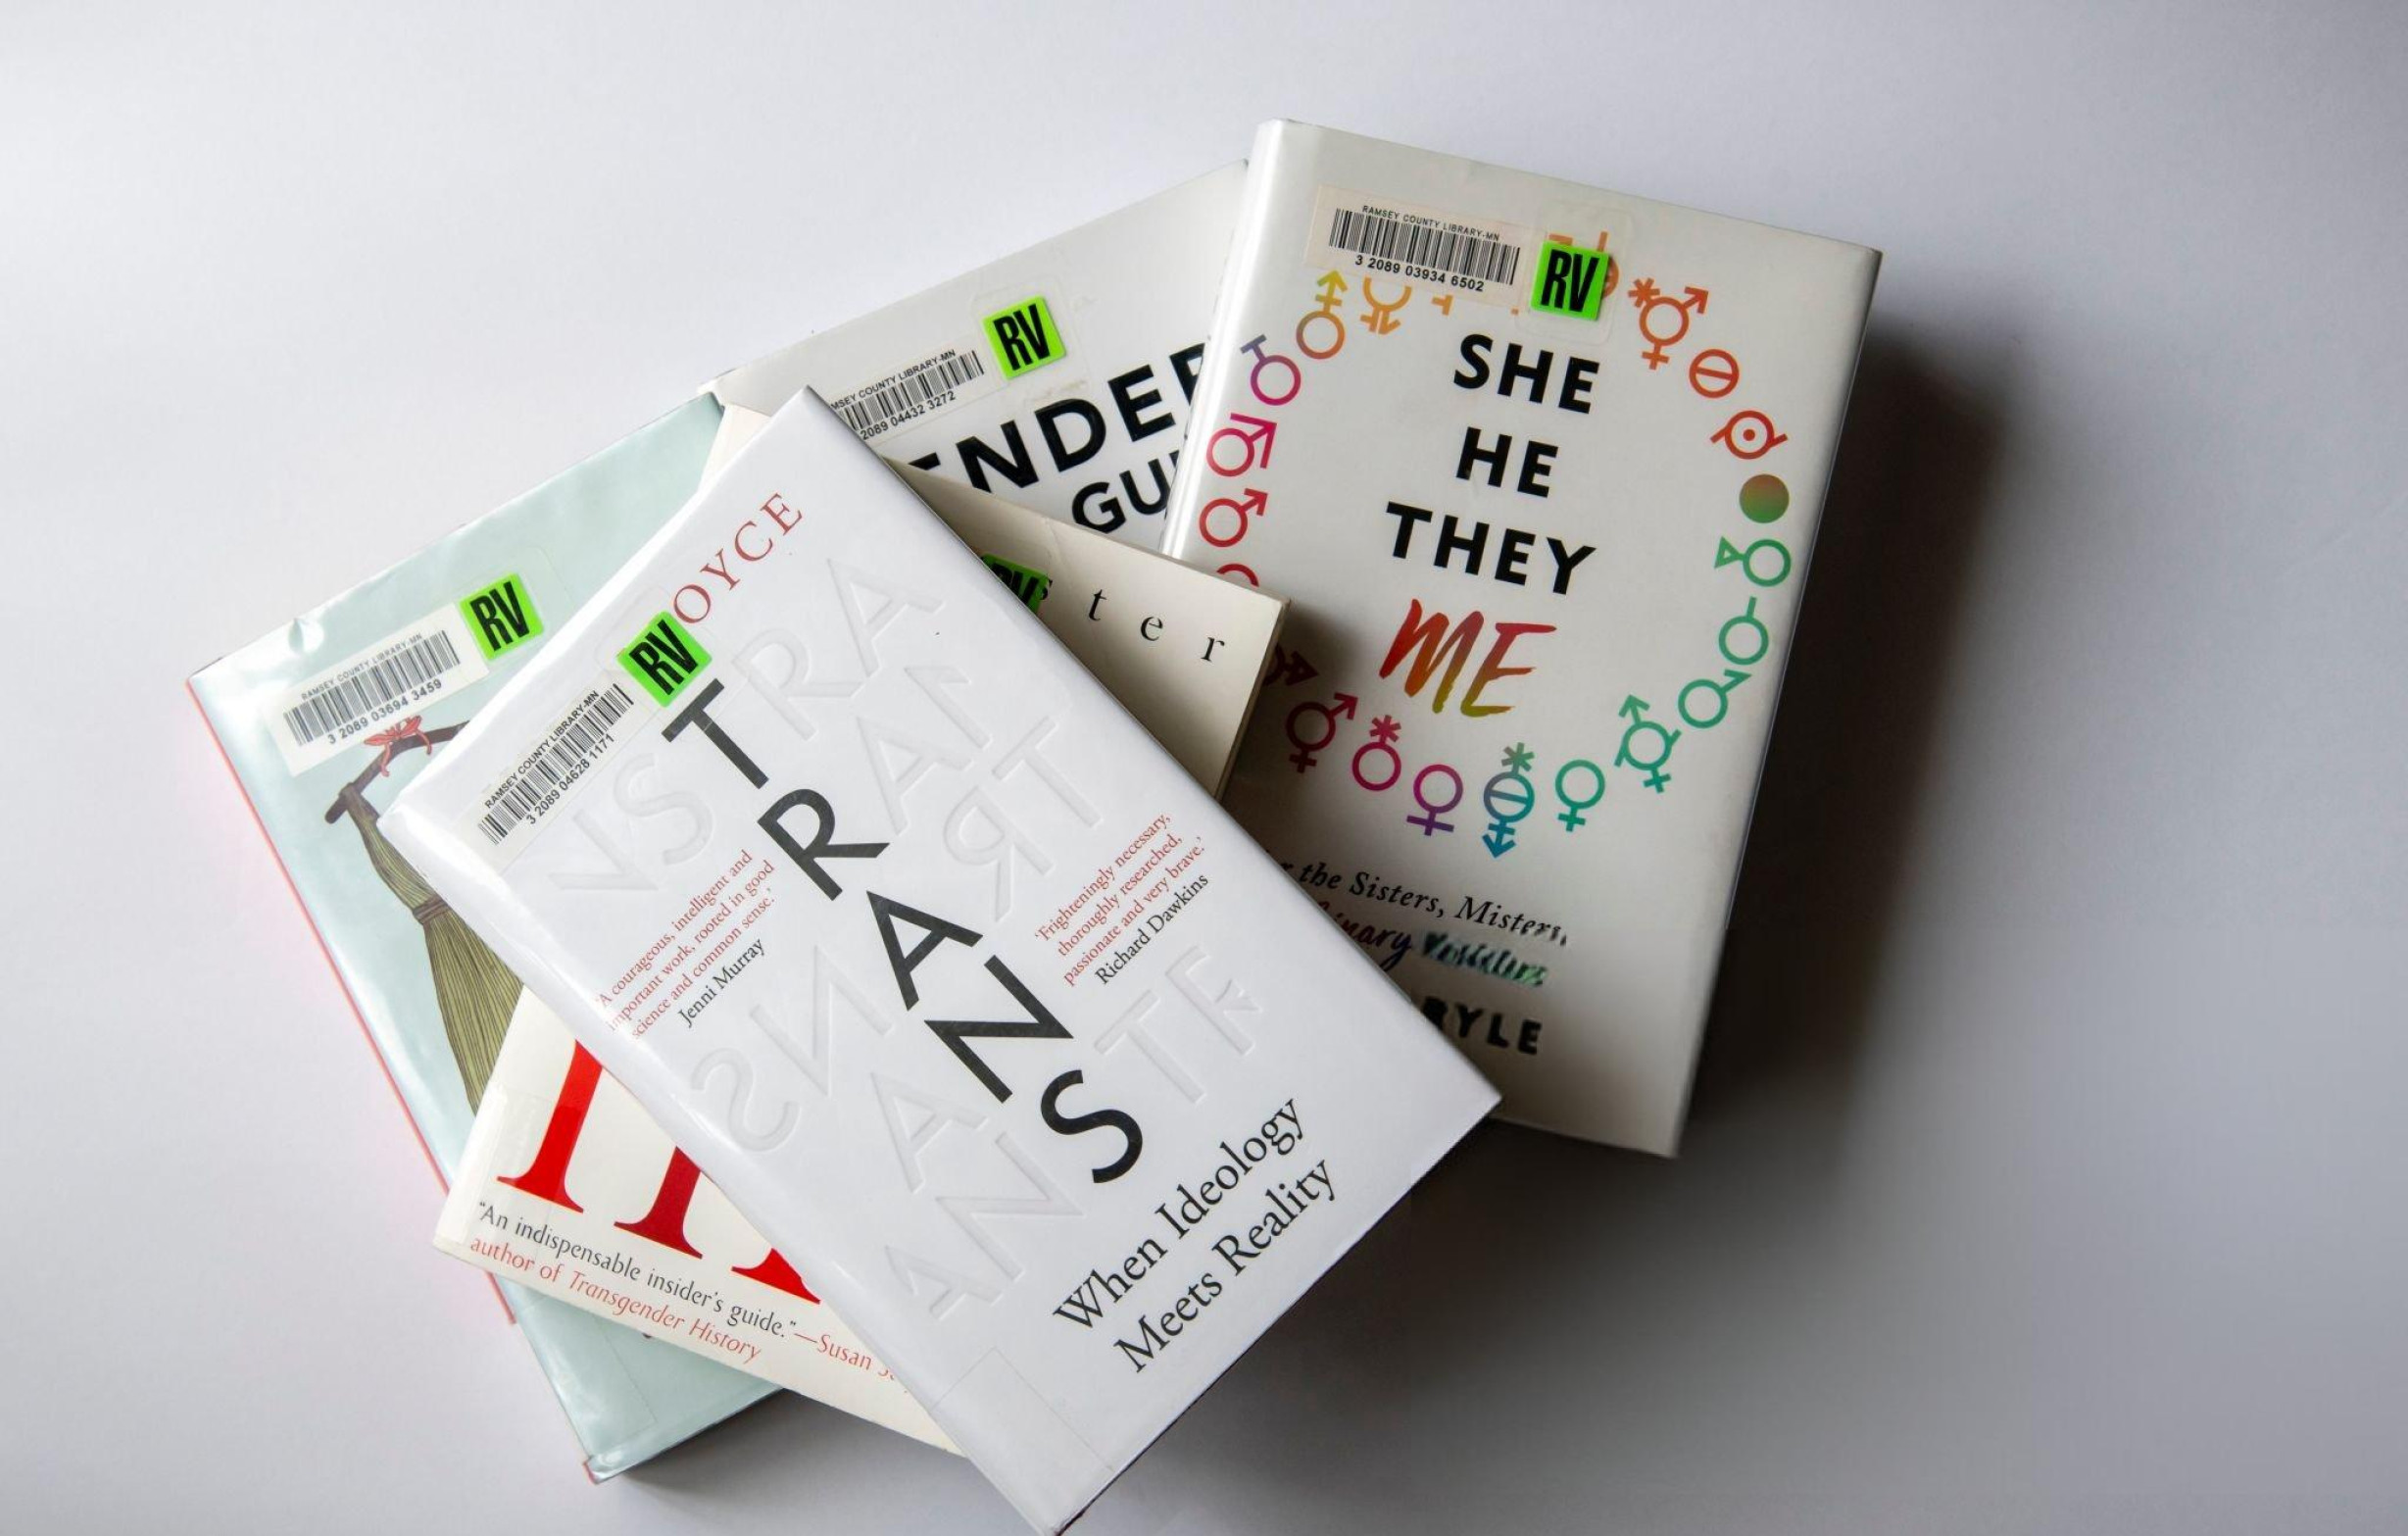 RAMSEY COUNTY LIBRARY-MN
3 2089 03934 6502
RV
SHE
HE
THEY
ME
the Sisters, Misters,
RYLE
RV
MSEY COUNTY LIBRARY-MN
2089 04432 3272
ENDER
GUI
RV
ter
RV
RAMSEY COUNTY LIBRARY-MN
3 2089 03694 3459
OYCE
RV
RAMSEY COUNTY LIBRARY-MN
3 2089 04628 1171
TRANS
'A courageous, intelligent and
important work, rooted in good
science and common sense.'
Jenni Murray
'Frighteningly necessary,
thoroughly researched,
passionate and very brave.'
Richard Dawkins
When Ideology
Meets Reality
"An indispensable insider's guide."—Susan
author of Transgender History